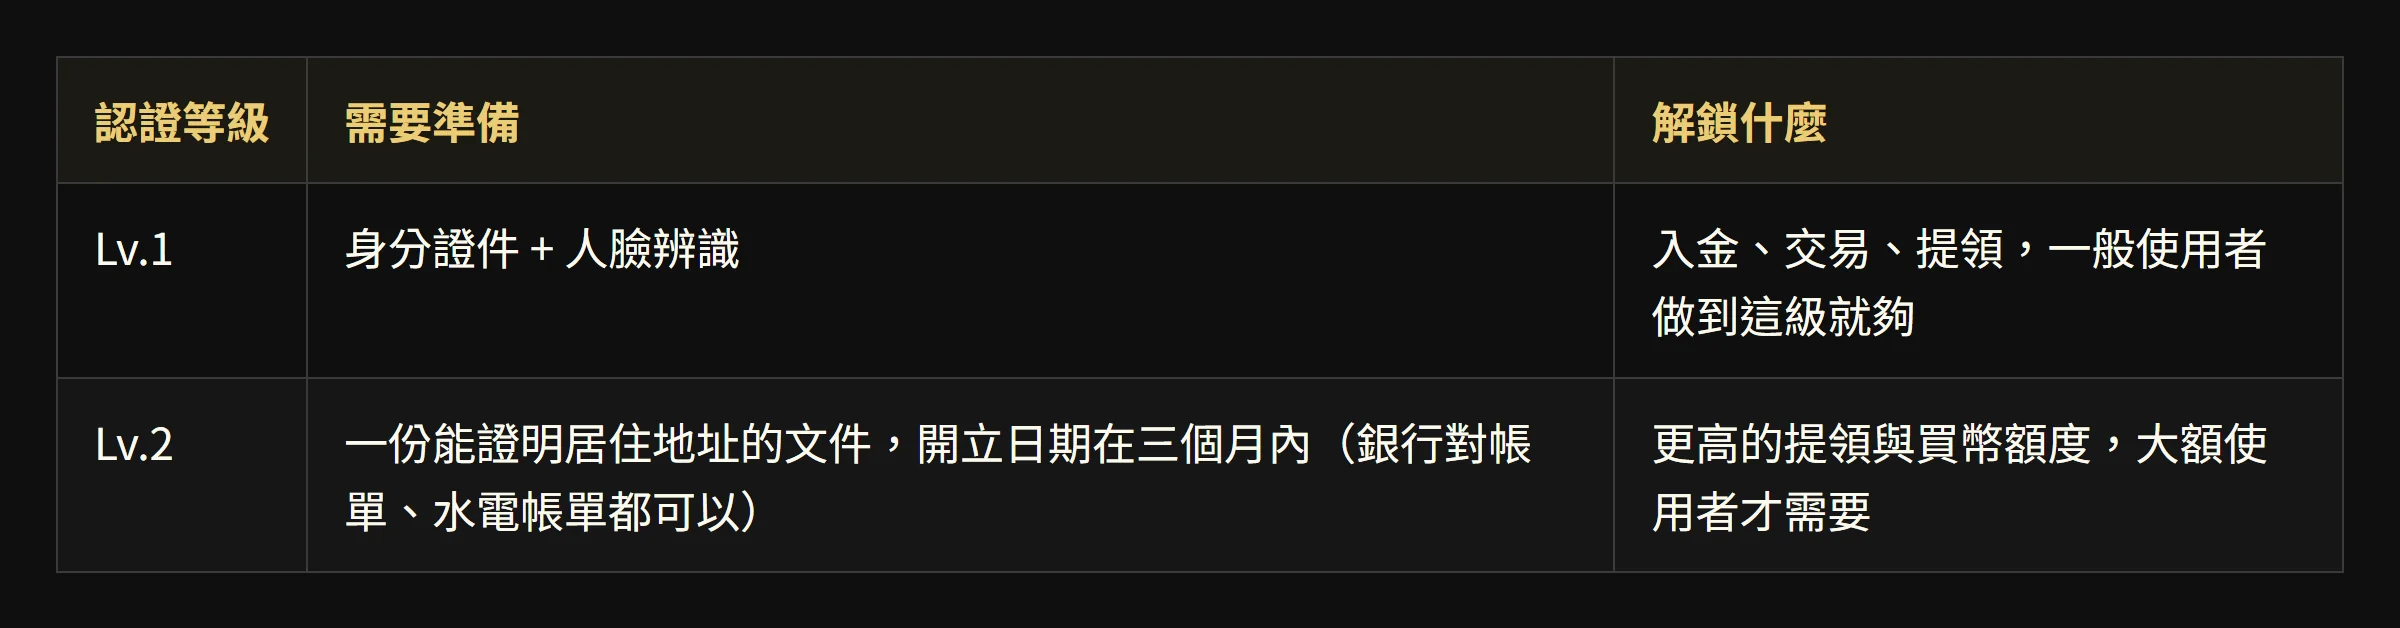 認證等級
需要準備
解鎖什麼
Lv.1
身分證件 + 人臉辨識
入金、交易、提領，一般使用者
做到這級就夠
Lv.2
一份能證明居住地址的文件，開立日期在三個月內（銀行對帳
單、水電帳單都可以）
更高的提領與買幣額度，大額使
用者才需要